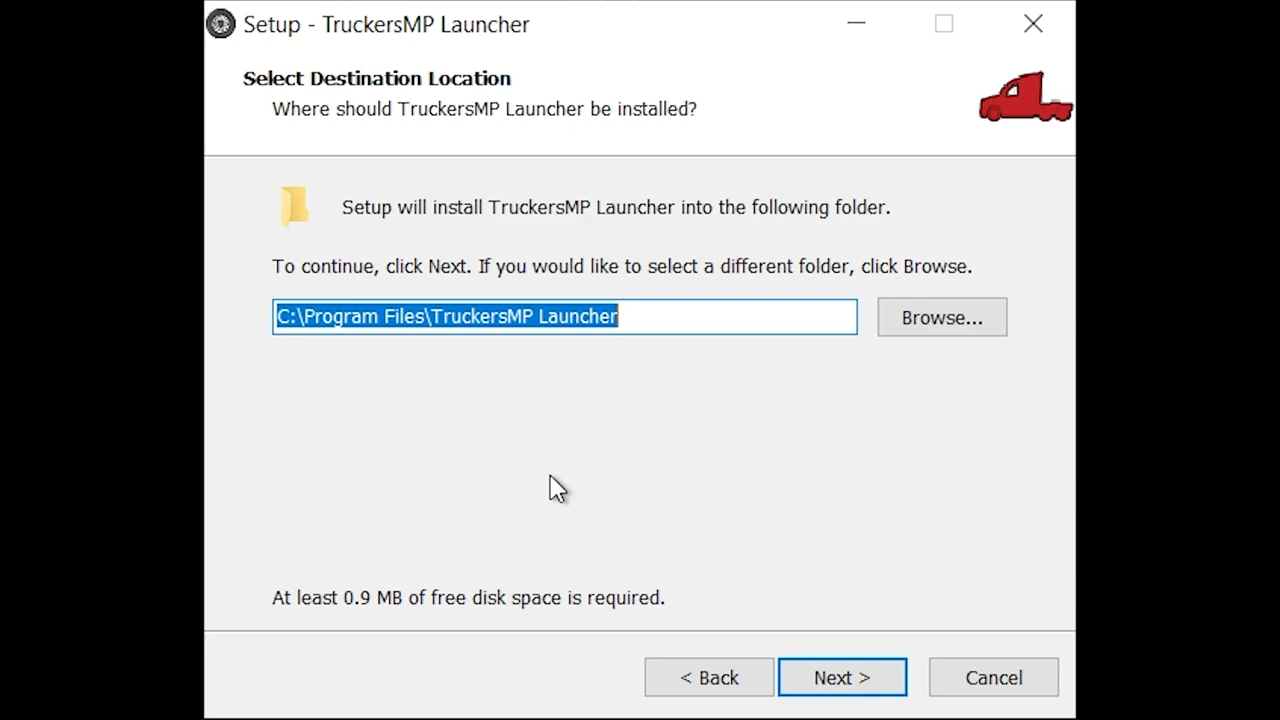 Setup - TruckersMP Launcher
Select Destination Location
Where should TruckersMP Launcher be installed?
Setup will install TruckersMP Launcher into the following folder.
To continue, click Next. If you would like to select a different folder, click Browse.
C:\Program Files\TruckersMP Launcher
Browse...
At least 0.9 MB of free disk space is required.
< Back
Next >
Cancel